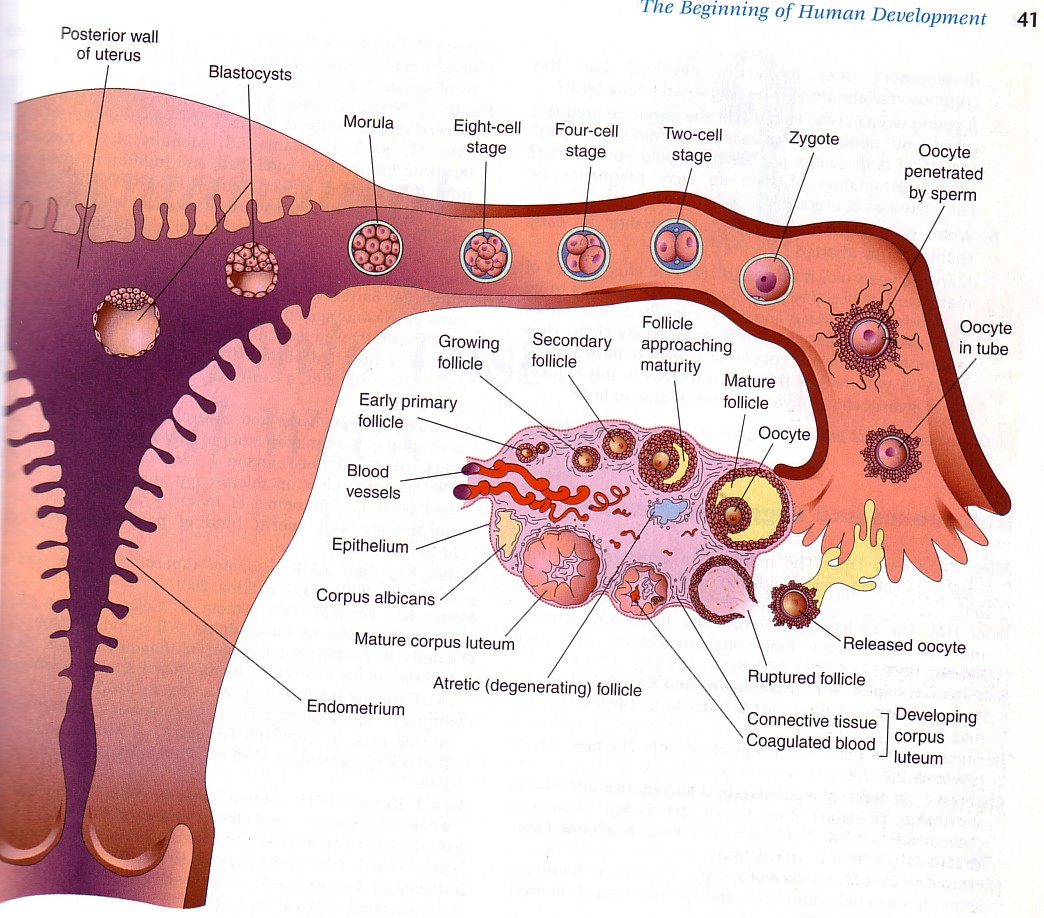 The Beginning of Human Development 41
Posterior wall
of uterus
Blastocysts
Morula
Eight-cell
stage
Four-cell
stage
Two-cell
stage
Zygote
Oocyte
penetrated
by sperm
Oocyte
in tube
Growing
follicle
Secondary
follicle
Follicle
approaching
maturity
Mature
follicle
Oocyte
Early primary
follicle
Blood
vessels
Epithelium
Corpus albicans
Mature corpus luteum
Atretic (degenerating) follicle
Endometrium
Released oocyte
Ruptured follicle
Connective tissue
Coagulated blood
Developing
corpus
luteum